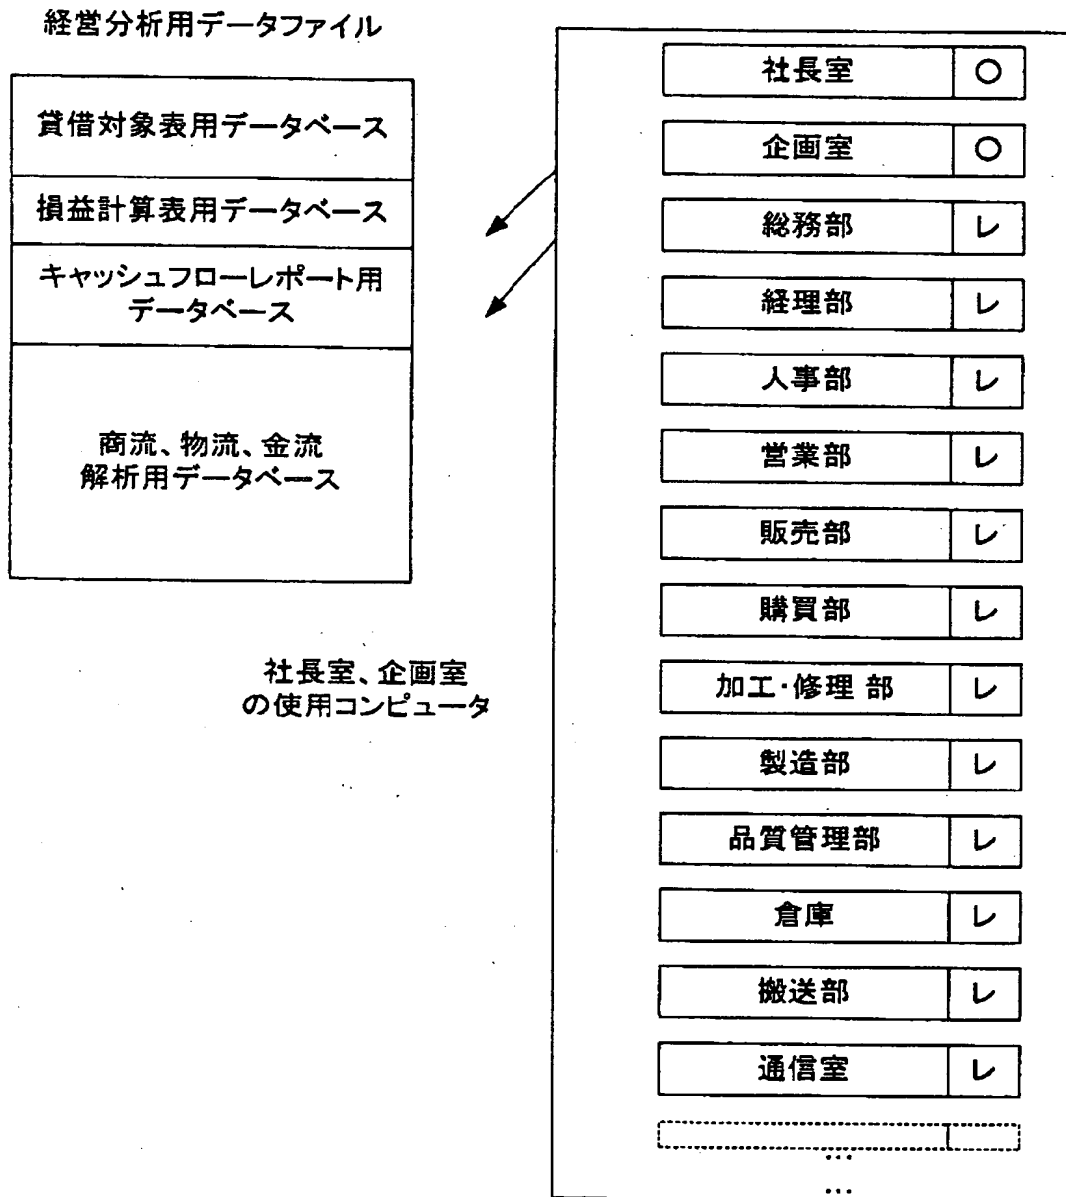 経営分析用データファイル
貸借対象表用データベース
損益計算表用データベース
キャッシュフローレポート用
データベース
商流、物流、金流
解析用データベース
社長室、企画室
の使用コンピュータ
社長室 ○
企画室 ○
総務部 レ
経理部 レ
人事部 レ
営業部 レ
販売部 レ
購買部 レ
加工・修理 部 レ
製造部 レ
品質管理部 レ
倉庫 レ
搬送部 レ
通信室 レ
…
…